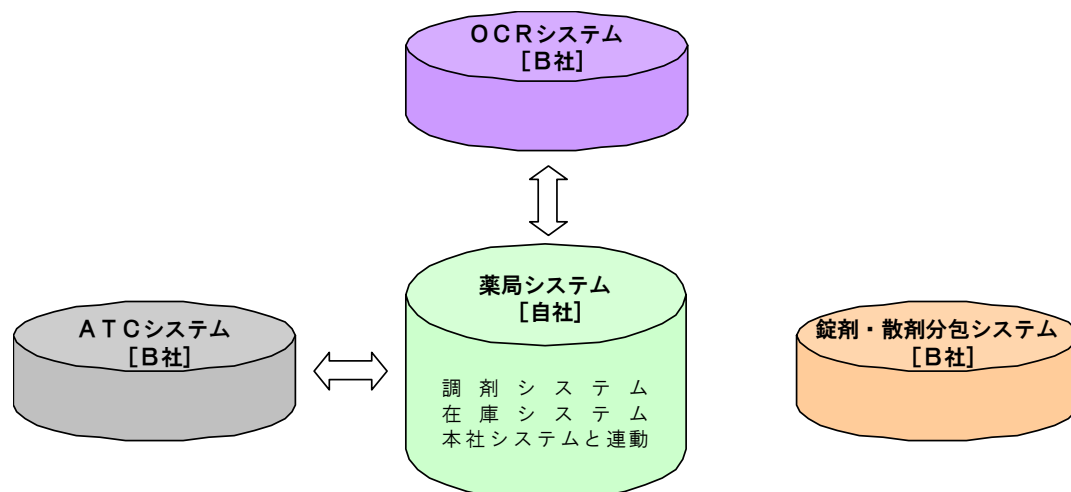 OCRシステム
[B社]
薬局システム
[自社]
ATCシステム
[B社]
錠剤・散剤分包システム
[B社]
調剤システム
在庫システム
本社システムと連動